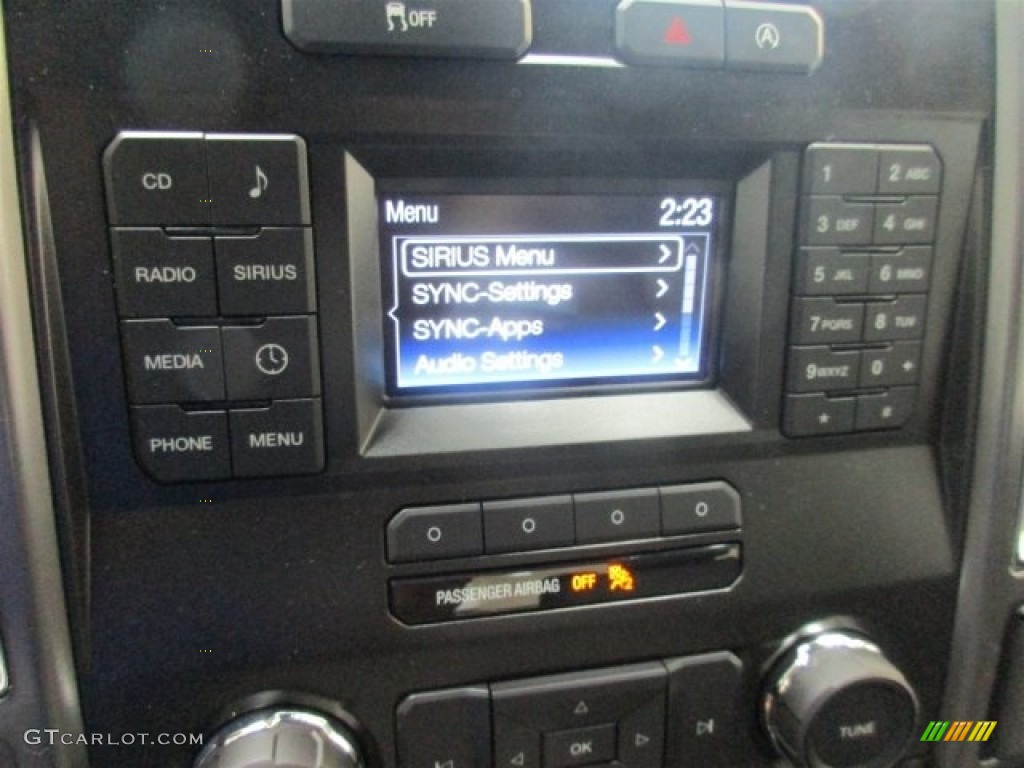 OFF
A
CD
RADIO SIRIUS
MEDIA
PHONE MENU
Menu 2:23
SIRIUS Menu >
SYNC-Settings >
SYNC-Apps >
Audio Settings >
1 2 ABC
3 DEF 4 GHI
5 JKL 6 MNO
7 PQRS 8 TUV
9 WXYZ 0 +
* #
PASSENGER AIRBAG OFF
OK
TUNE
GTCARLOT.COM